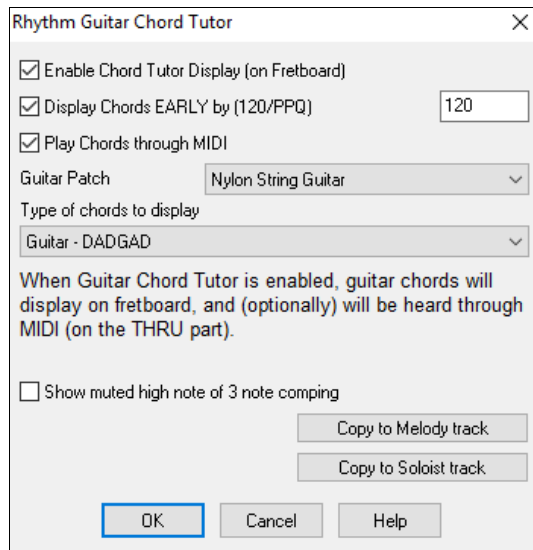 Rhythm Guitar Chord Tutor
Enable Chord Tutor Display (on Fretboard)
Display Chords EARLY by (120/PPQ) 120
Play Chords through MIDI
Guitar Patch Nylon String Guitar
Type of chords to display
Guitar - DADGAD
When Guitar Chord Tutor is enabled, guitar chords will
display on fretboard, and (optionally) will be heard through
MIDI (on the THRU part).
Show muted high note of 3 note comping
Copy to Melody track
Copy to Soloist track
OK Cancel Help